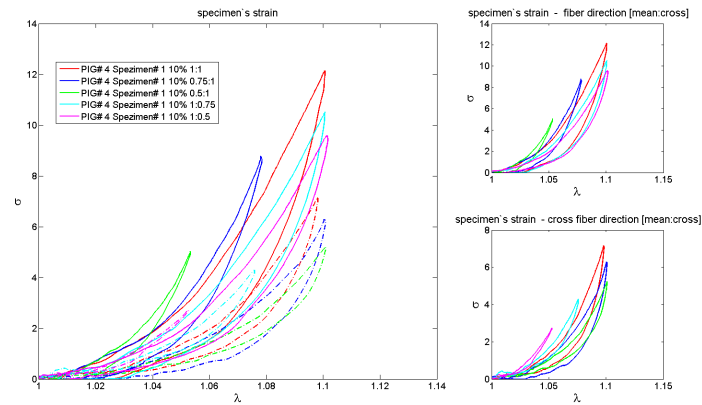 specimen`s strain
14
12
10
8
6
4
2
0
σ
PIG# 4 Spezimen# 1 10% 1:1
PIG# 4 Spezimen# 1 10% 0.75:1
PIG# 4 Spezimen# 1 10% 0.5:1
PIG# 4 Spezimen# 1 10% 1:0.75
PIG# 4 Spezimen# 1 10% 1:0.5
1 1.02 1.04 1.06 1.08 1.1 1.12 1.14
λ
specimen`s strain - fiber direction [mean:cross]
14
12
10
8
6
4
2
0
σ
1 1.05 1.1 1.15
λ
specimen`s strain - cross fiber direction [mean:cross]
8
6
4
2
0
σ
1 1.05 1.1 1.15
λ